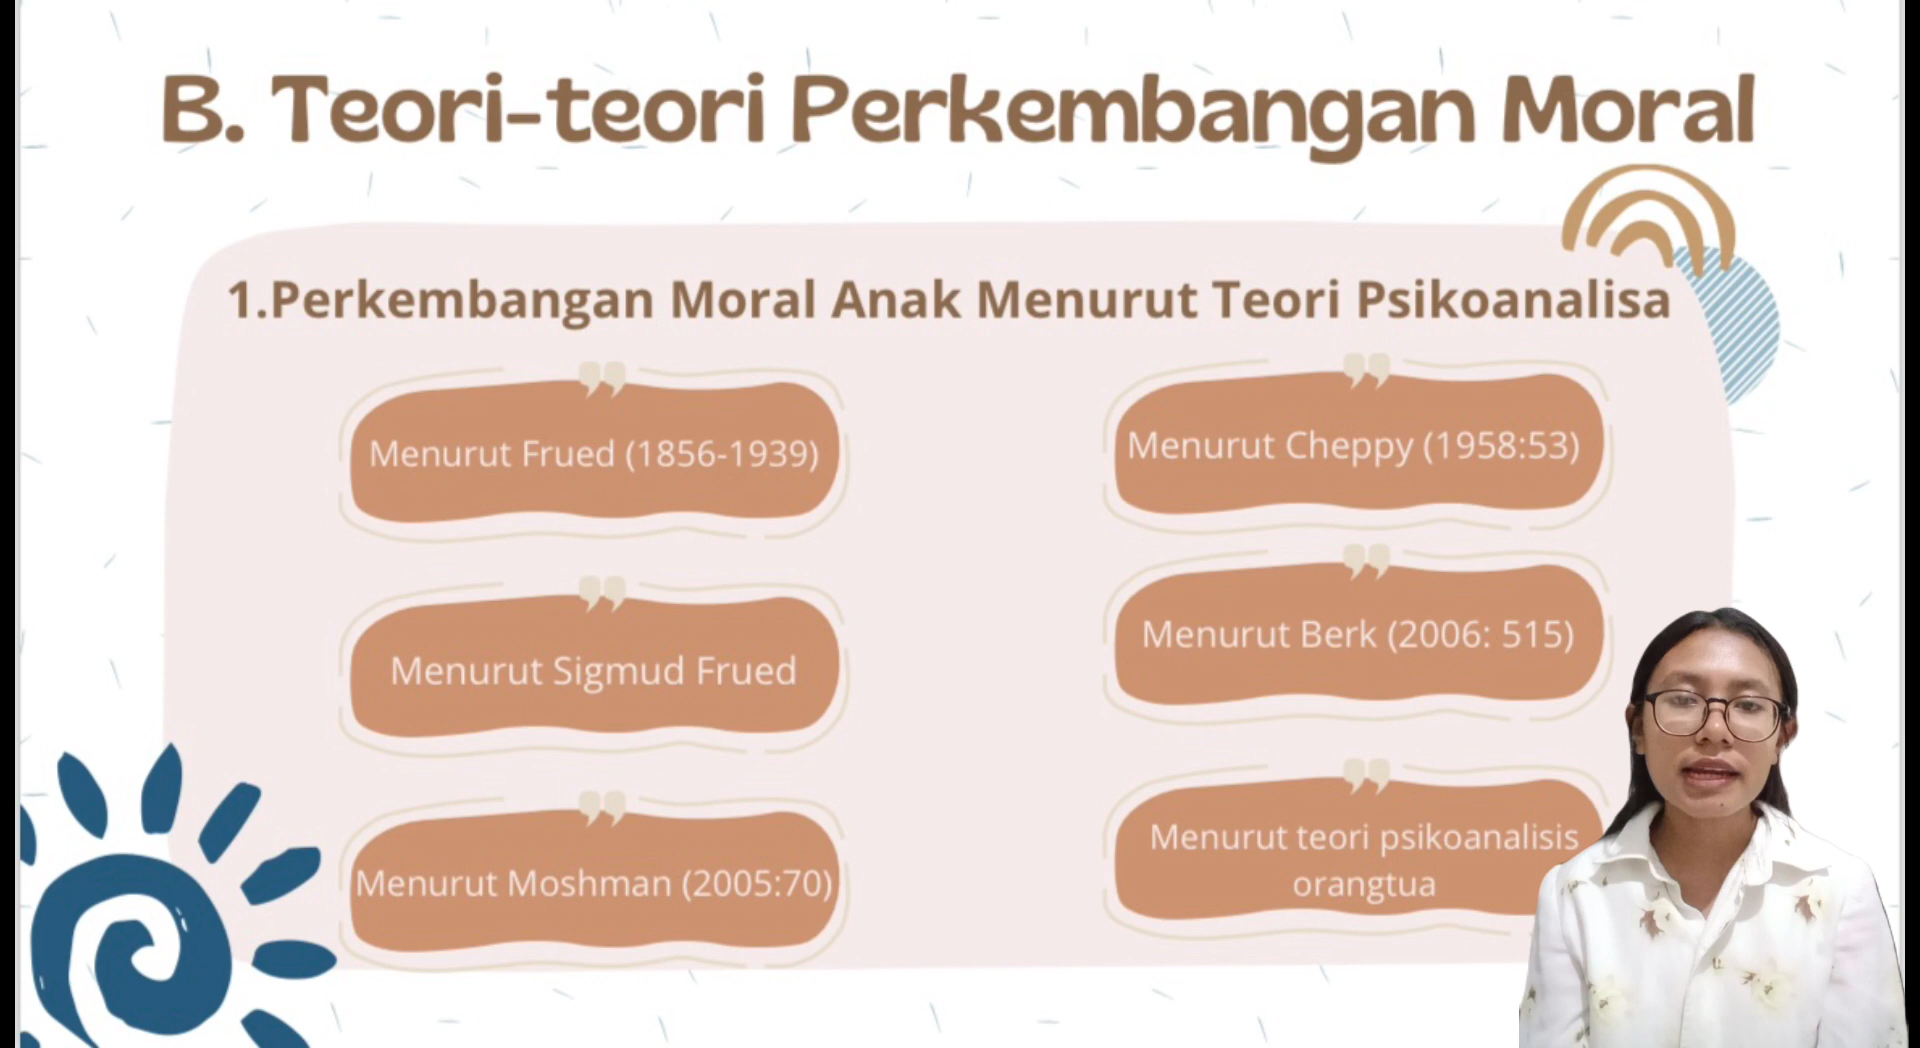 B. Teori-teori Perkembangan Moral
1.Perkembangan Moral Anak Menurut Teori Psikoanalisa
Menurut Frued (1856-1939)
Menurut Sigmud Frued
Menurut Moshman (2005:70)
Menurut Cheppy (1958:53)
Menurut Berk (2006: 515)
Menurut teori psikoanalisis
orangtua